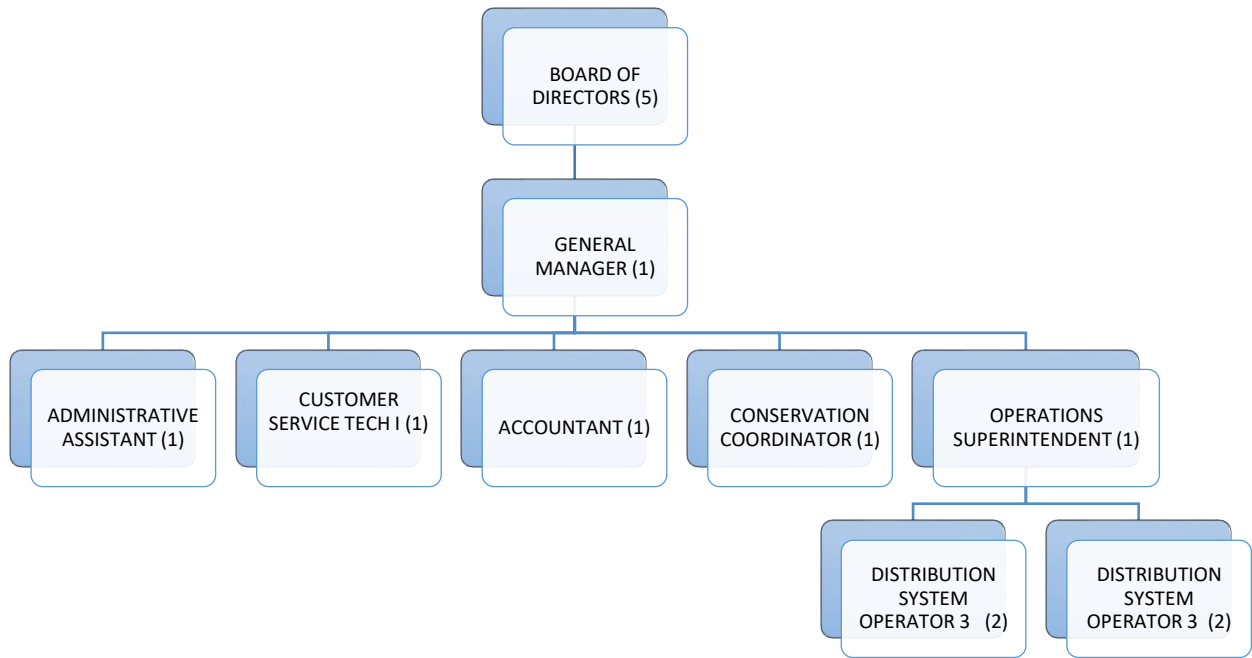 BOARD OF
DIRECTORS (5)
GENERAL
MANAGER (1)
ADMINISTRATIVE
ASSISTANT (1)
CUSTOMER
SERVICE TECH I (1)
ACCOUNTANT (1)
CONSERVATION
COORDINATOR (1)
OPERATIONS
SUPERINTENDENT (1)
DISTRIBUTION
SYSTEM
OPERATOR 3 (2)
DISTRIBUTION
SYSTEM
OPERATOR 3 (2)